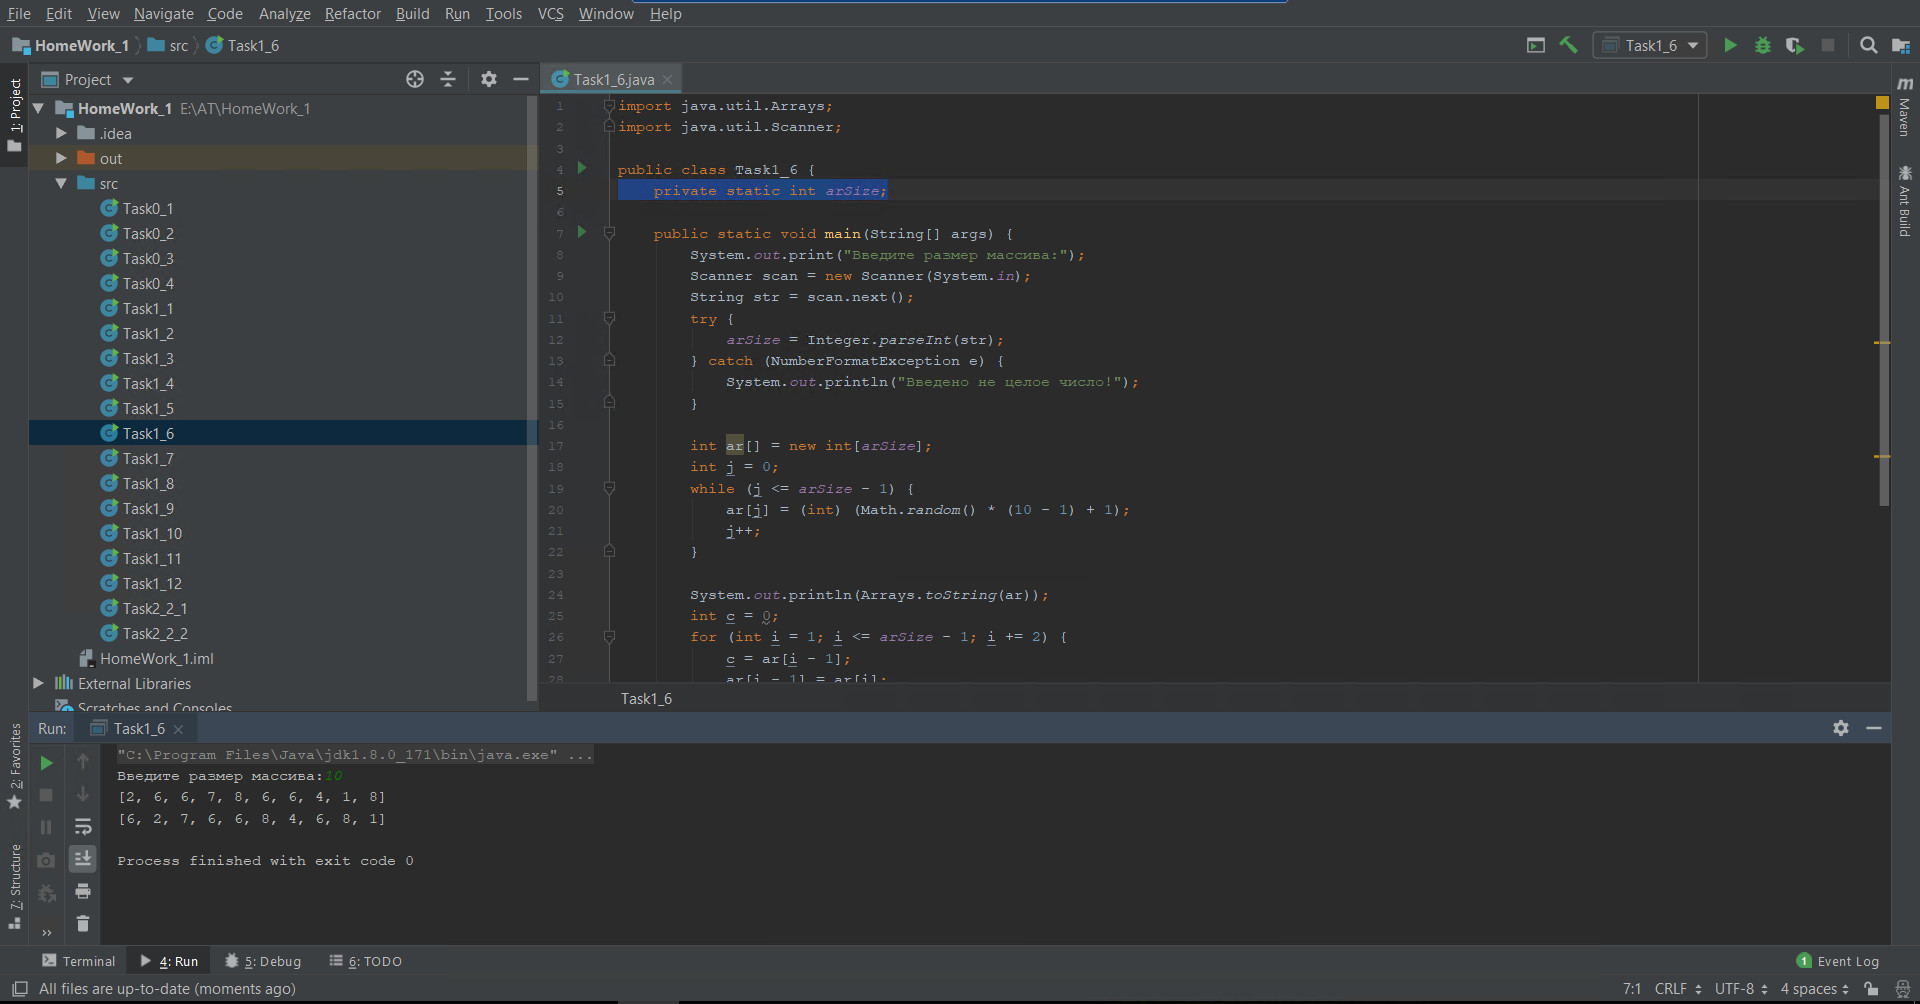 File Edit View Navigate Code Analyze Refactor Build Run Tools VCS Window Help
HomeWork_1 src Task1_6
Task1_6
1: Project
Project
HomeWork_1 E:\AT\HomeWork_1
.idea
out
src
Task0_1
Task0_2
Task0_3
Task0_4
Task1_1
Task1_2
Task1_3
Task1_4
Task1_5
Task1_6
Task1_7
Task1_8
Task1_9
Task1_10
Task1_11
Task1_12
Task2_2_1
Task2_2_2
HomeWork_1.iml
External Libraries
Scratches and Consoles
Task1_6.java
1 import java.util.Arrays;
2 import java.util.Scanner;
3
4 public class Task1_6 {
5 private static int arSize;
6
7 public static void main(String[] args) {
8 System.out.print("Введите размер массива:");
9 Scanner scan = new Scanner(System.in);
10 String str = scan.next();
11 try {
12 arSize = Integer.parseInt(str);
13 } catch (NumberFormatException e) {
14 System.out.println("Введено не целое число!");
15 }
16
17 int ar[] = new int[arSize];
18 int j = 0;
19 while (j <= arSize - 1) {
20 ar[j] = (int) (Math.random() * (10 - 1) + 1);
21 j++;
22 }
23
24 System.out.println(Arrays.toString(ar));
25 int c = 0;
26 for (int i = 1; i <= arSize - 1; i += 2) {
27 c = ar[i - 1];
28 ar[i - 1] = ar[i];
Task1_6
m Maven
Ant Build
2: Favorites
7: Structure
Run: Task1_6
"C:\Program Files\Java\jdk1.8.0_171\bin\java.exe" ...
Введите размер массива:10
[2, 6, 6, 7, 8, 6, 6, 4, 1, 8]
[6, 2, 7, 6, 6, 8, 4, 6, 8, 1]
Process finished with exit code 0
Terminal 4: Run 5: Debug 6: TODO
1 Event Log
All files are up-to-date (moments ago)
7:1 CRLF UTF-8 4 spaces